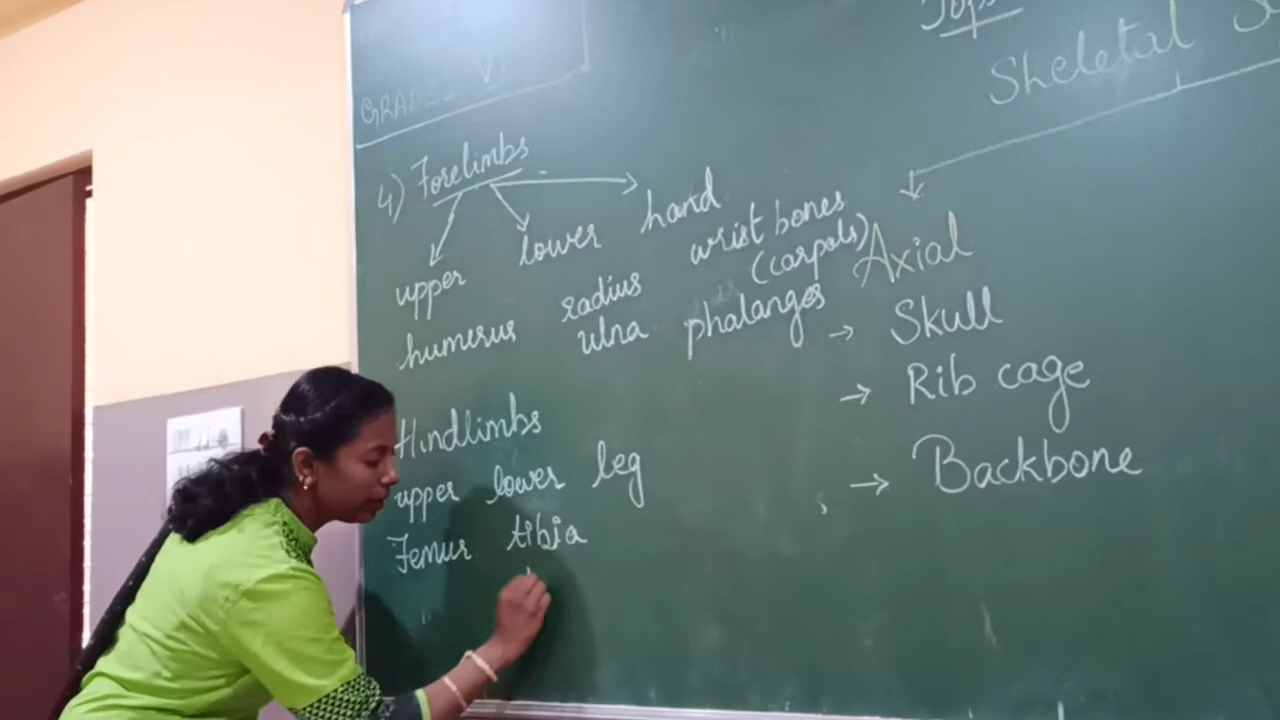 Skeletal
GRADE VI
4) Forelimbs
upper lower hand
humerus radius wrist bones
(carpals)
ulna phalanges
Hindlimbs
upper lower leg
Femur tibia
Axial
→ Skull
→ Rib cage
→ Backbone